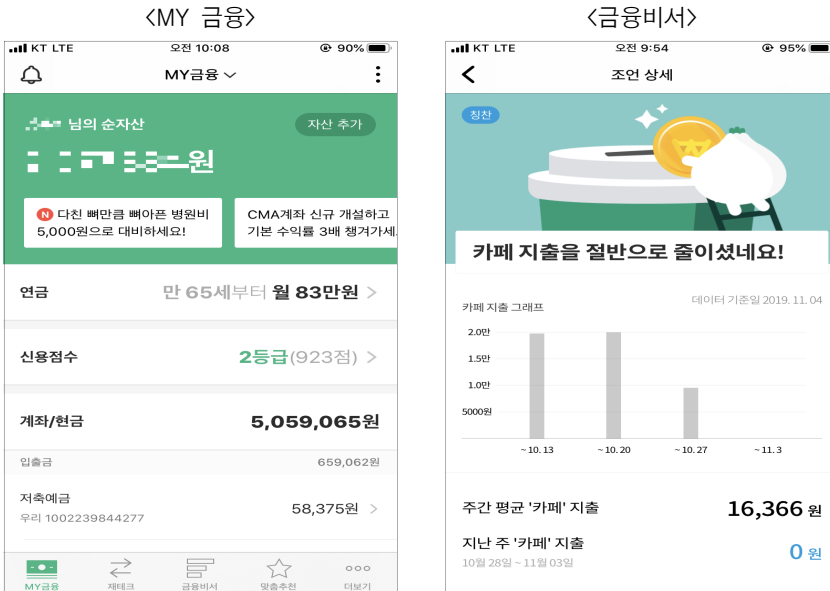 〈MY 금융〉
KT LTE 오전 10:08 90%
MY금융
님의 순자산
자산 추가
원
N 다친 뼈만큼 뼈아픈 병원비
5,000원으로 대비하세요!
CMA계좌 신규 개설하고
기본 수익률 3배 챙겨가세
연금 만 65세부터 월 83만원 >
신용점수 2등급(923점) >
계좌/현금 5,059,065원
입출금 659,062원
저축예금
우리 1002239844277
58,375원 >
MY금융 재테크 금융비서 맞춤추천 더보기
〈금융비서〉
KT LTE 오전 9:54 95%
조언 상세
칭찬
카페 지출을 절반으로 줄이셨네요!
데이터 기준일 2019. 11. 04
카페 지출 그래프
2.0만
1.5만
1.0만
5000원
~ 10. 13 ~ 10. 20 ~ 10. 27 ~ 11. 3
주간 평균 '카페' 지출 16,366 원
지난 주 '카페' 지출 0 원
10월 28일 ~ 11월 03일